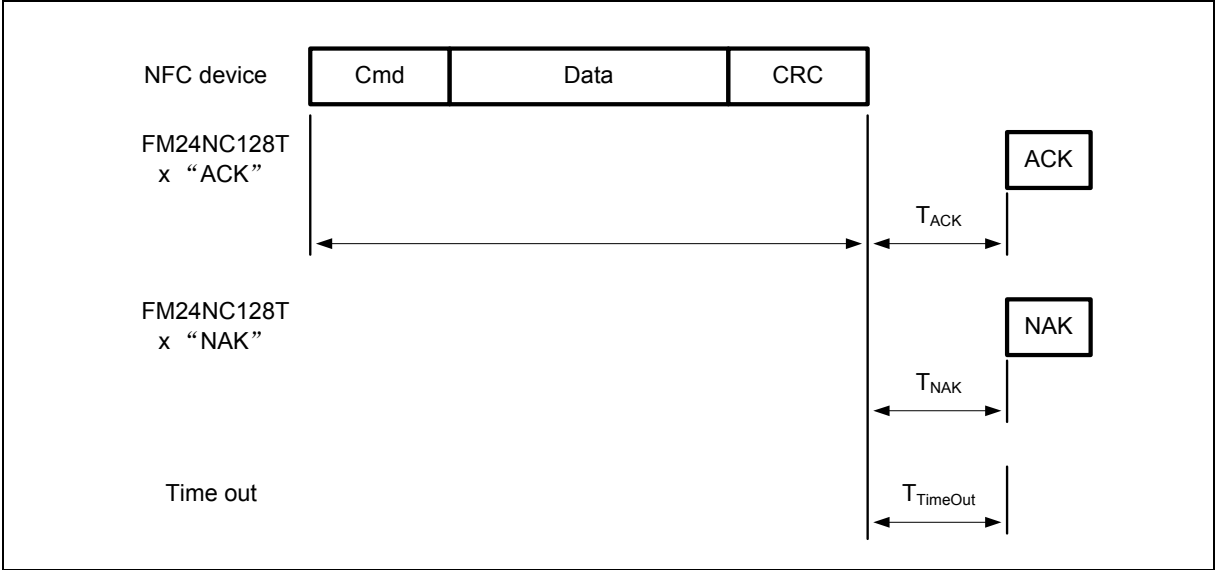 NFC device Cmd Data CRC
FM24NC128T
x “ACK”
ACK
TACK
FM24NC128T
x “NAK”
NAK
TNAK
Time out
TTimeOut